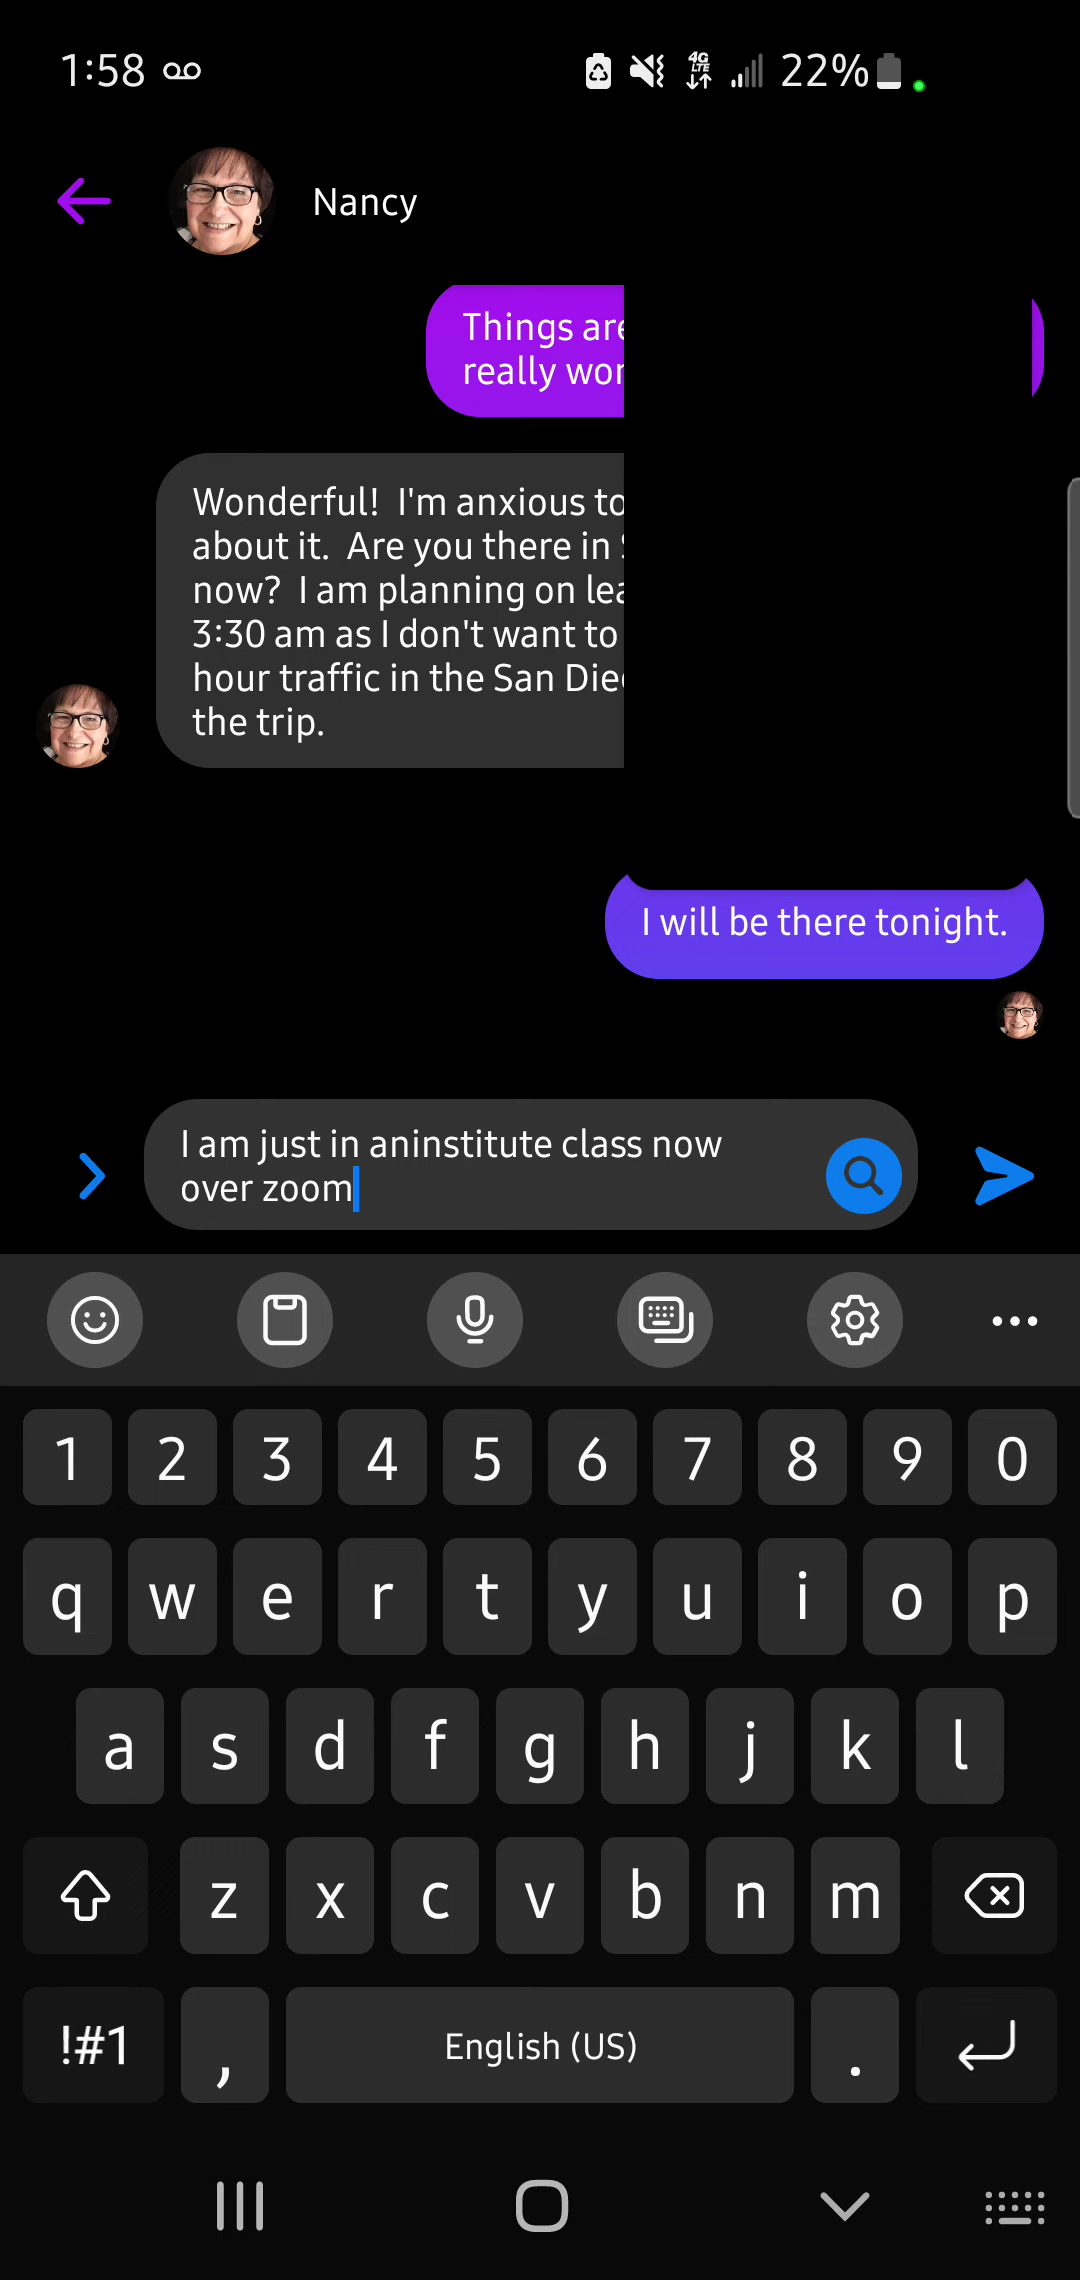 1:58
4G
LTE
22%
Nancy
Things are
really
Wonderful!  I'm anxious to
about it.  Are you there in
now?  I am planning on
3:30 am as I don't want to
hour traffic in the San
the trip.
I will be there tonight.
I am just in aninstitute class now
over zoom
1 2 3 4 5 6 7 8 9 0
q w e r t y u i o p
a s d f g h j k l
z x c v b n m
!#1 , English (US) .